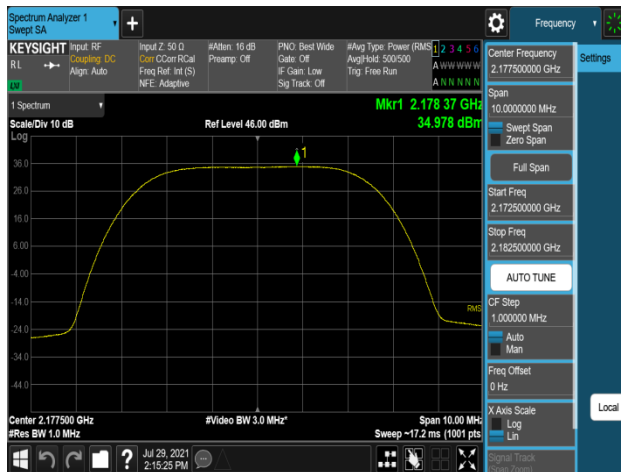 Spectrum Analyzer 1
Swept SA
Frequency
KEYSIGHT
Input: RF
Input Z: 50 Ω
#Atten: 16 dB
PNO: Best Wide
#Avg Type: Power (RMS
1 2 3 4 5 6
RL
Coupling: DC
Corr CCorr RCal
Preamp: Off
Gate: Off
Avg|Hold: 500/500
A W W W W W
Align: Auto
Freq Ref: Int (S)
IF Gain: Low
Trig: Free Run
NFE: Adaptive
Sig Track: Off
A N N N N N
1 Spectrum
Mkr1 2.178 37 GHz
Scale/Div 10 dB
Ref Level 46.00 dBm
34.978 dBm
Log
36.0
26.0
16.0
6.00
-4.00
-14.0
-24.0
-34.0
-44.0
1
RMS
Center 2.177500 GHz
#Video BW 3.0 MHz*
Span 10.00 MHz
#Res BW 1.0 MHz
Sweep ~17.2 ms (1001 pts
Jul 29, 2021
2:15:25 PM
Center Frequency
2.177500000 GHz
Settings
Span
10.0000000 MHz
Swept Span
Zero Span
Full Span
Start Freq
2.172500000 GHz
Stop Freq
2.182500000 GHz
AUTO TUNE
CF Step
1.000000 MHz
Auto
Man
Freq Offset
0 Hz
X Axis Scale
Log
Lin
Local
Signal Track
(Span Zoom)